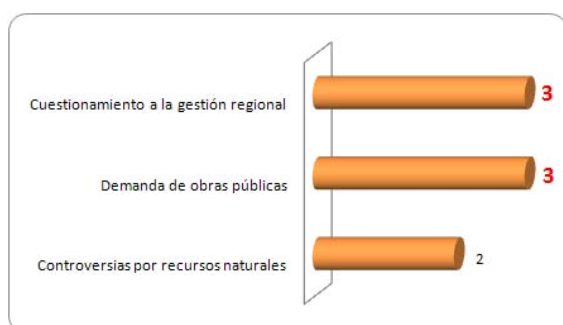 Cuestionamiento a la gestión regional 3
Demanda de obras públicas 3
Controversias por recursos naturales 2